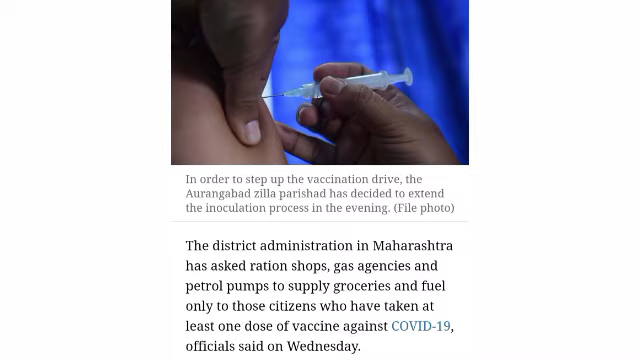 In order to step up the vaccination drive, the
Aurangabad zilla parishad has decided to extend
the inoculation process in the evening. (File photo)
The district administration in Maharashtra
has asked ration shops, gas agencies and
petrol pumps to supply groceries and fuel
only to those citizens who have taken at
least one dose of vaccine against COVID-19,
officials said on Wednesday.